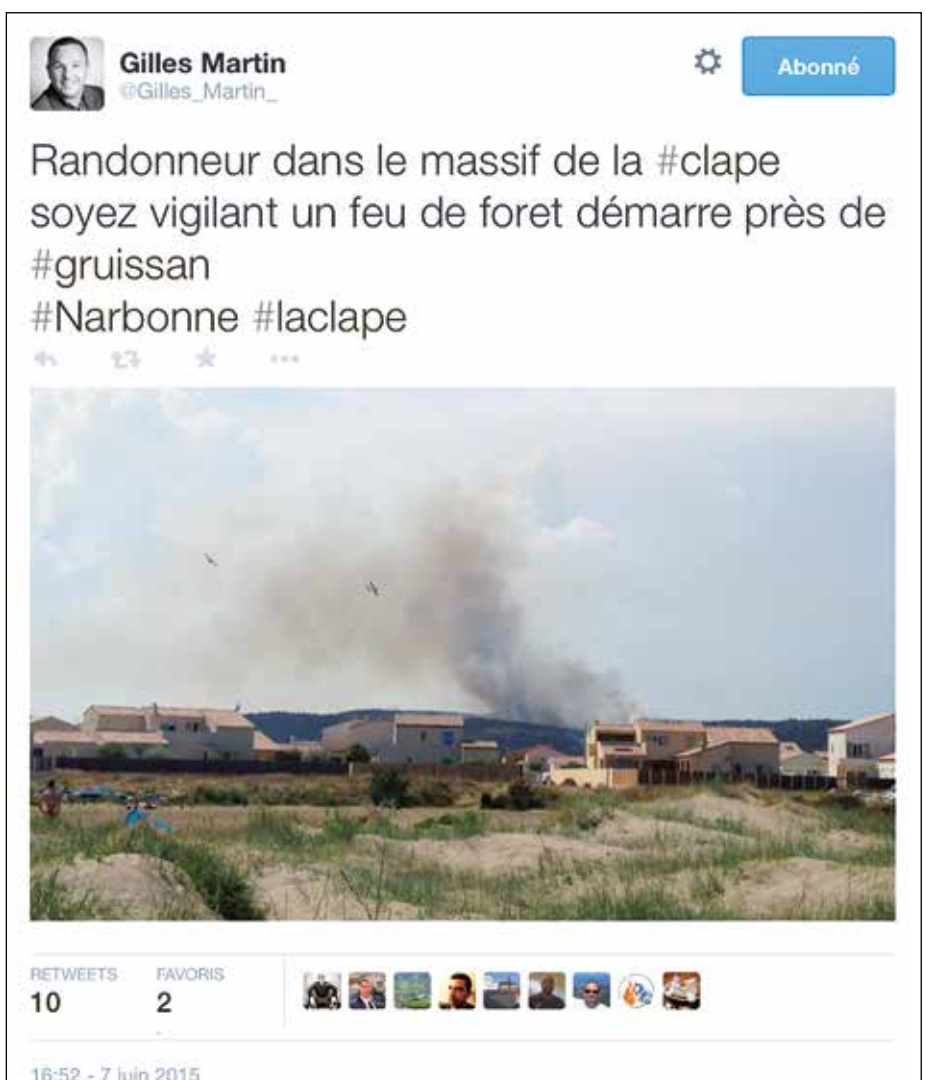 Gilles Martin
@Gilles_Martin_
Abonné
Randonneur dans le massif de la #clape
soyez vigilant un feu de foret démarre près de
#gruissan
#Narbonne #laclape
RETWEETS FAVORIS
10 2
16:52 - 7 juin 2015